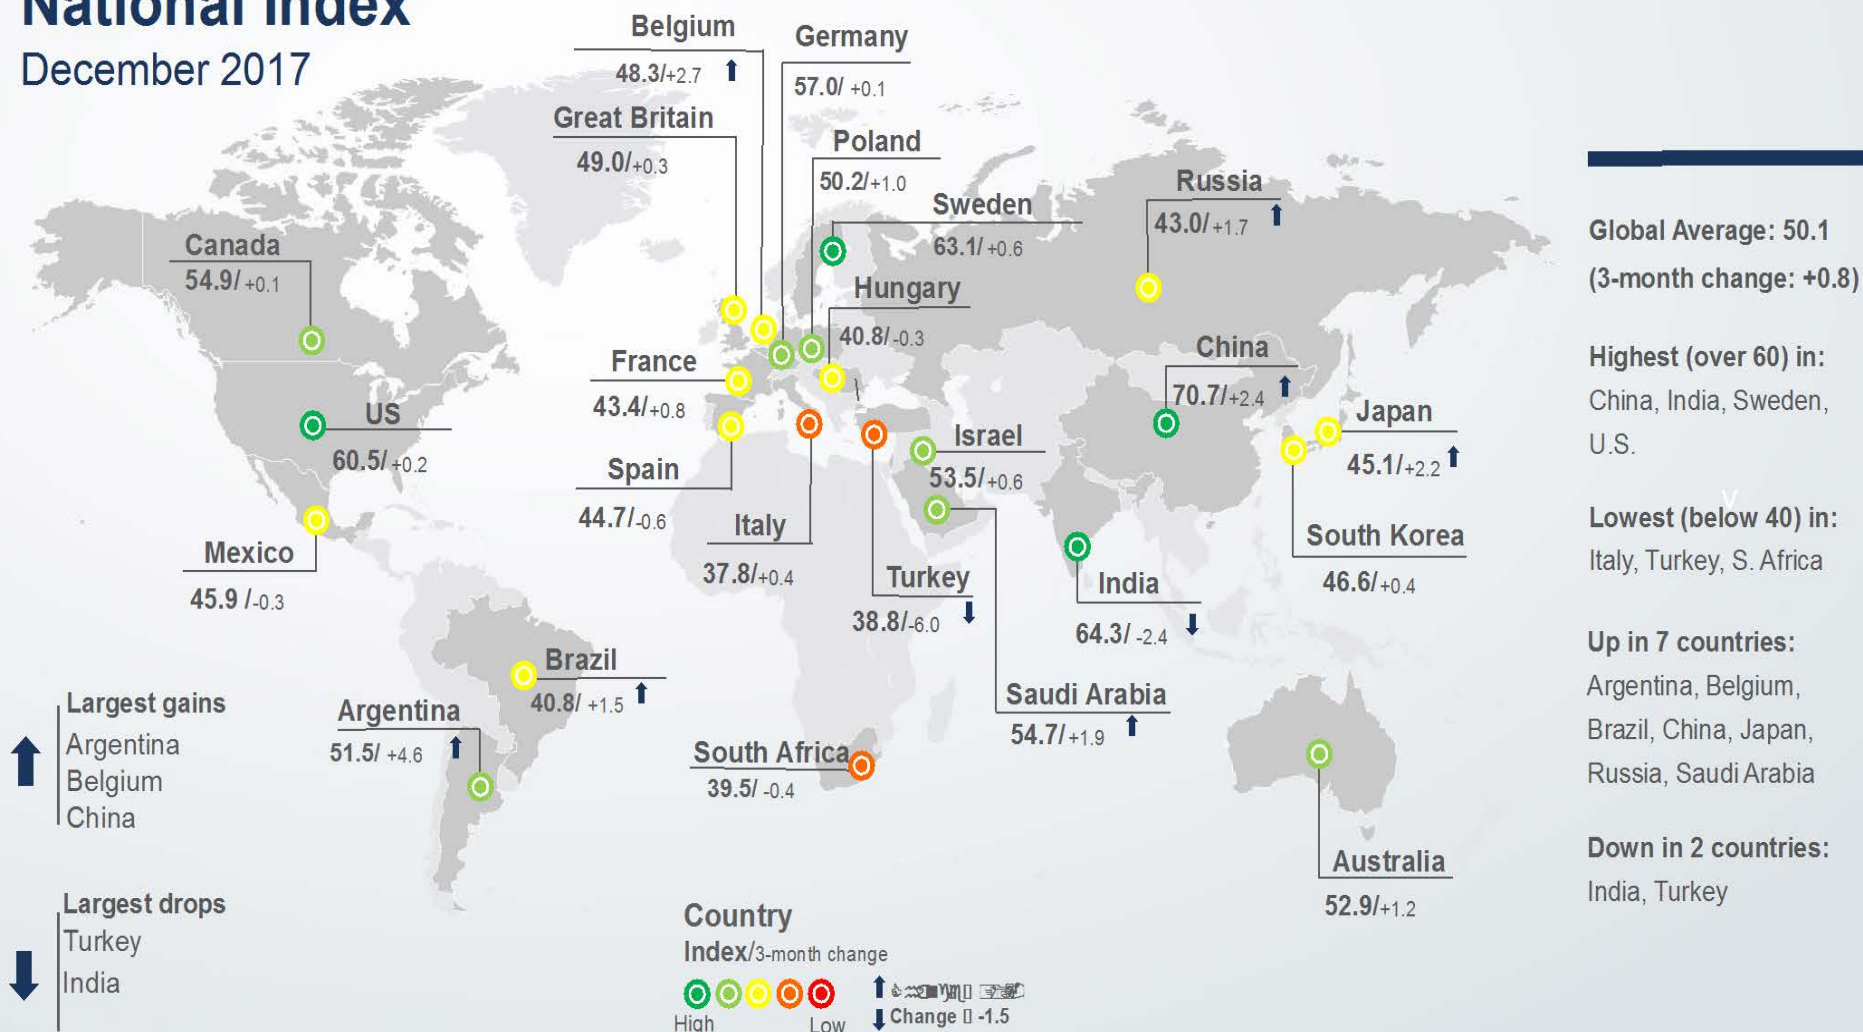 National Index
December 2017
Belgium
48.3/+2.7
Germany
57.0/ +0.1
Great Britain
49.0/+0.3
Poland
50.2/+1.0
Sweden
63.1/+0.6
Russia
43.0/+1.7
Canada
54.9/ +0.1
Hungary
40.8/-0.3
France
43.4/+0.8
China
70.7/+2.4
US
60.5/ +0.2
Japan
45.1/+2.2
Israel
53.5/+0.6
Spain
44.7/-0.6
Italy
37.8/+0.4
South Korea
46.6/+0.4
Mexico
45.9 /-0.3
Turkey
38.8/-6.0
India
64.3/ -2.4
Brazil
40.8/ +1.5
Saudi Arabia
54.7/+1.9
Argentina
51.5/ +4.6
South Africa
39.5/ -0.4
Australia
52.9/+1.2
Largest gains
Argentina
Belgium
China
Largest drops
Turkey
India
Country
Index/3-month change
High Low
Change -1.5
Global Average: 50.1
(3-month change: +0.8)
Highest (over 60) in:
China, India, Sweden,
U.S.
v
Lowest (below 40) in:
Italy, Turkey, S. Africa
Up in 7 countries:
Argentina, Belgium,
Brazil, China, Japan,
Russia, Saudi Arabia
Down in 2 countries:
India, Turkey